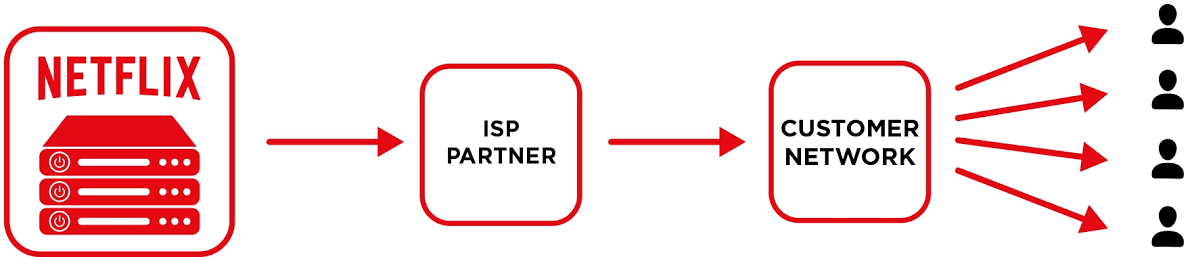 NETFLIX
ISP
PARTNER
CUSTOMER
NETWORK